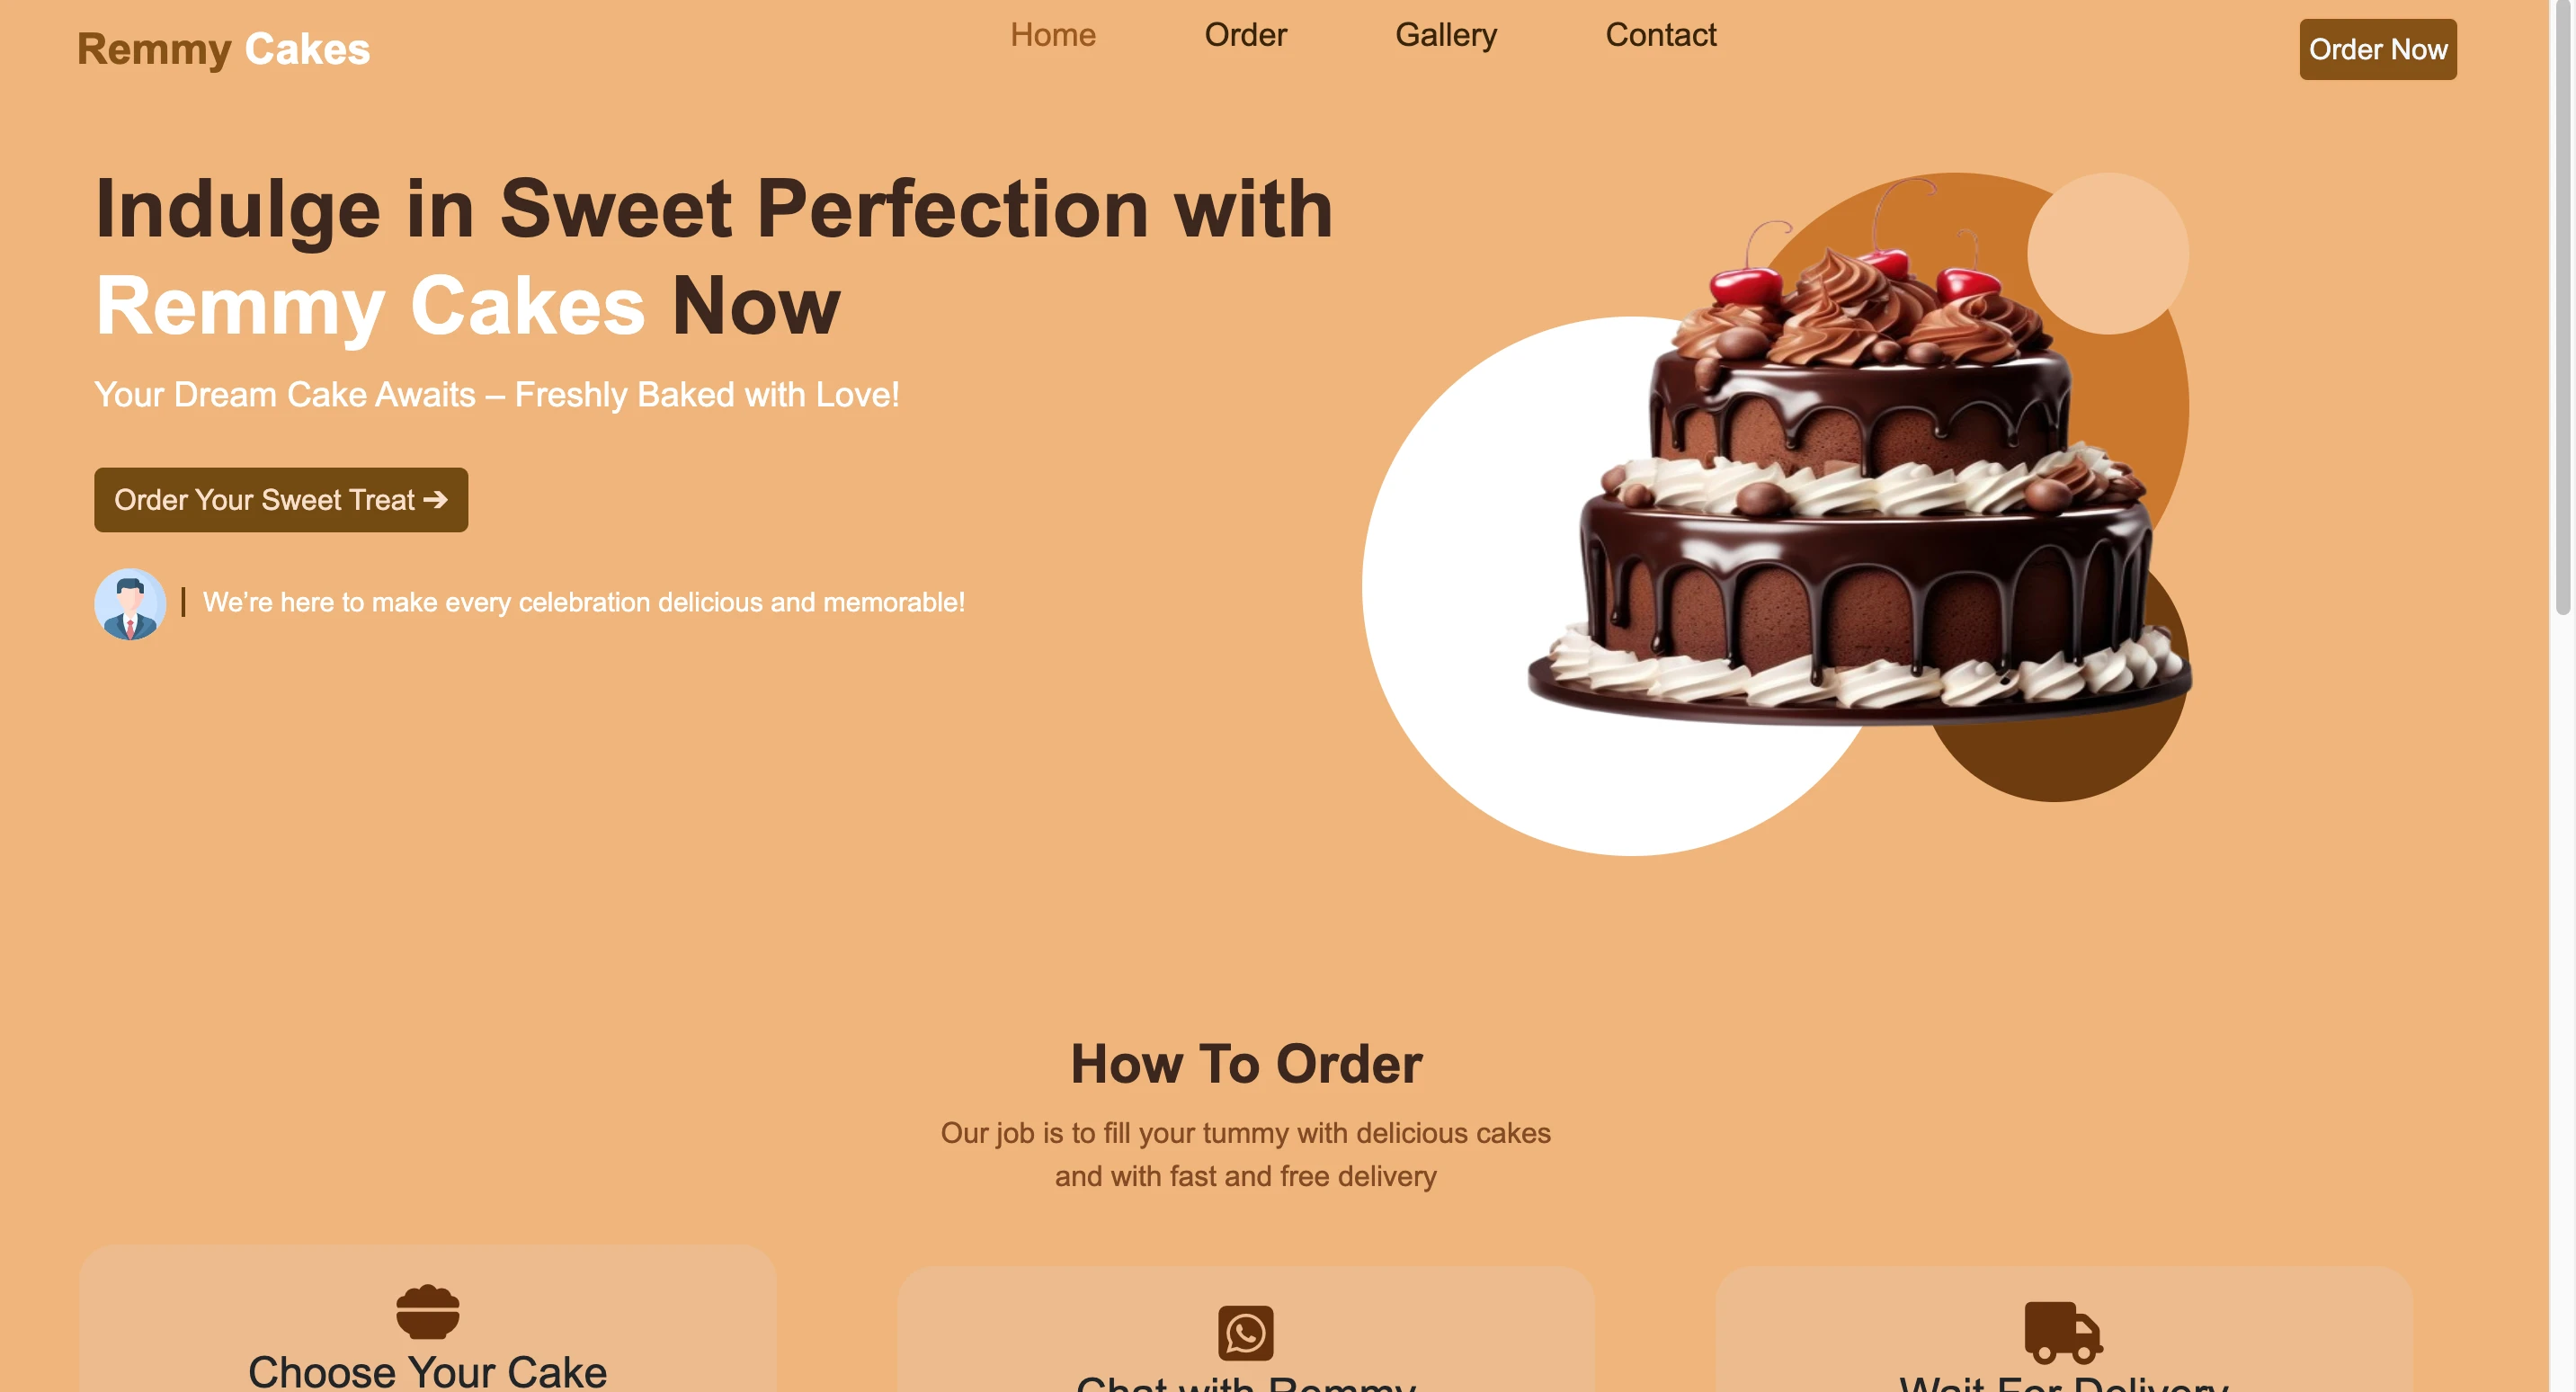 Remmy Cakes
Home
Order
Gallery
Contact
Order Now
Indulge in Sweet Perfection with
Remmy Cakes Now
Your Dream Cake Awaits – Freshly Baked with Love!
Order Your Sweet Treat ➔
We’re here to make every celebration delicious and memorable!
How To Order
Our job is to fill your tummy with delicious cakes
and with fast and free delivery
Choose Your Cake
Chat with Remmy
Wait For Delivery